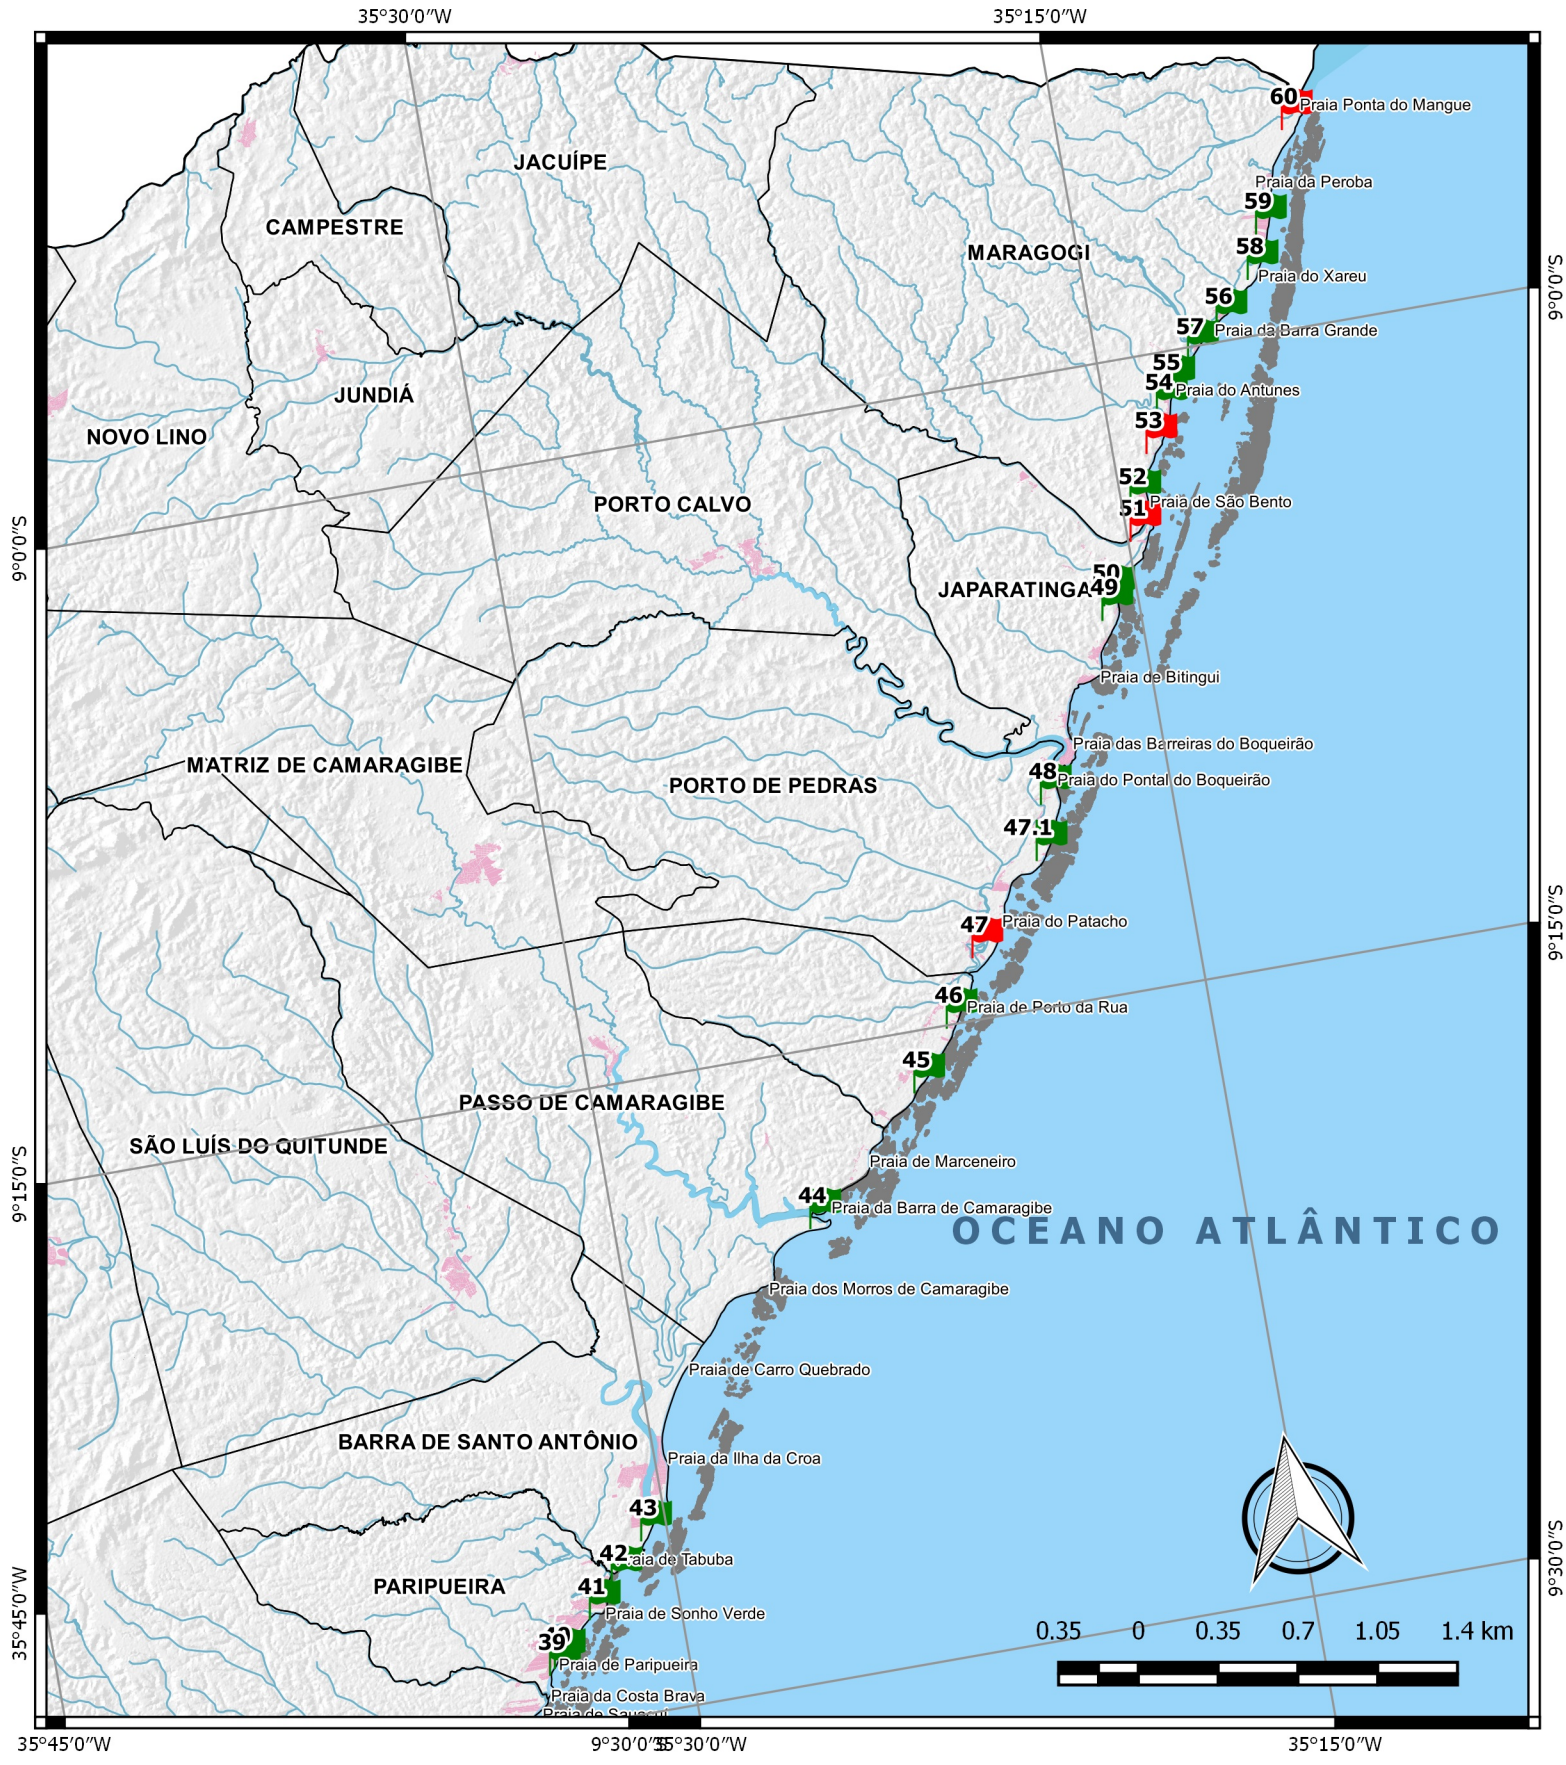 35°30′0″W
35°15′0″W
60
Praia Ponta do Mangue
JACUÍPE
Praia da Peroba
59
CAMPESTRE
MARAGOGI
58
Praia do Xareu
9°0′0″S
56
57
Praia da Barra Grande
55
54
Praia do Antunes
JUNDIÁ
53
NOVO LINO
52
PORTO CALVO
Praia de São Bento
51
9°0′0″S
50
JAPARATINGA
49
Praia de Bitingui
Praia das Barreiras do Boqueirão
MATRIZ DE CAMARAGIBE
48
Praia do Pontal do Boqueirão
PORTO DE PEDRAS
47.1
47
Praia do Patacho
9°15′0″S
46
Praia de Porto da Rua
45
PASSO DE CAMARAGIBE
SÃO LUÍS DO QUITUNDE
Praia de Marceneiro
9°15′0″S
44
Praia da Barra de Camaragibe
OCEANO ATLÂNTICO
Praia dos Morros de Camaragibe
Praia de Carro Quebrado
BARRA DE SANTO ANTÔNIO
Praia da Ilha da Croa
43
42
Praia de Tabuba
9°30′0″S
PARIPUEIRA
41
Praia de Sonho Verde
35°45′0″W
40
39
0.35 0 0.35 0.7 1.05 1.4 km
Praia de Paripueira
Praia da Costa Brava
35°45′0″W
9°30′0″S
35°30′0″W
35°15′0″W